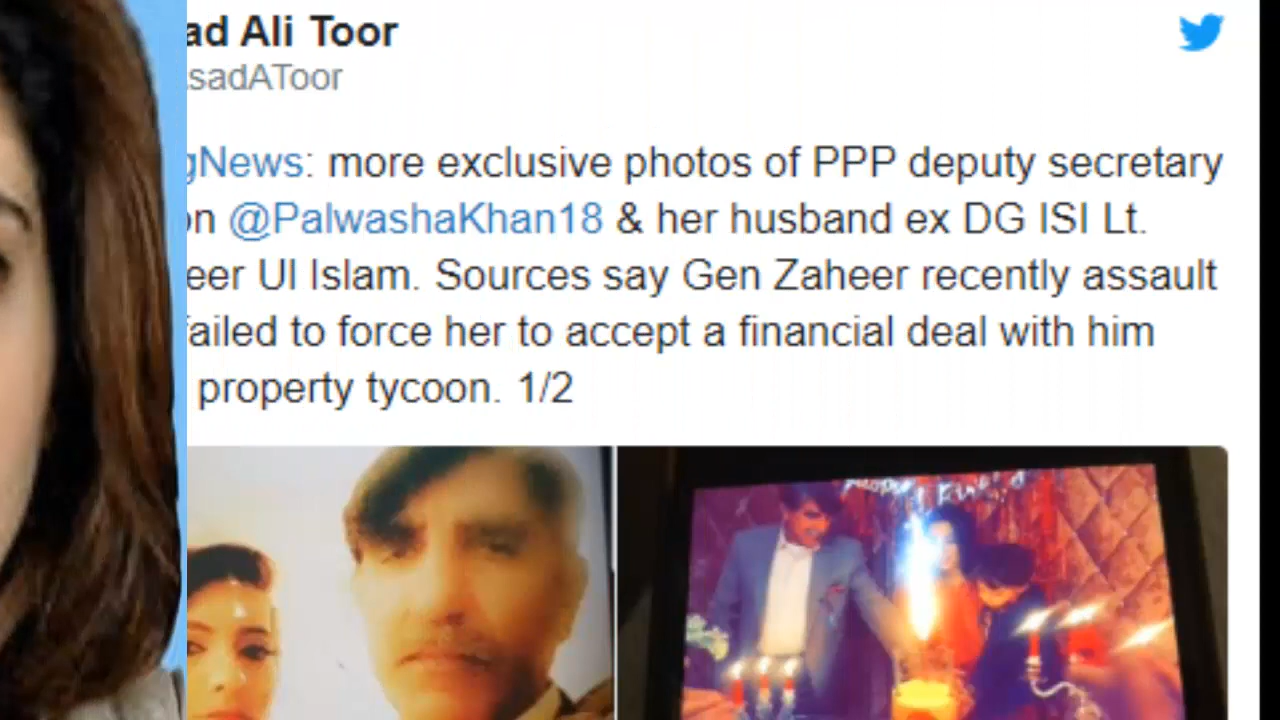 ad Ali Toor
sadAToor
gNews: more exclusive photos of PPP deputy secretary
on @PalwashaKhan18 & her husband ex DG ISI Lt.
eer Ul Islam. Sources say Gen Zaheer recently assault
failed to force her to accept a financial deal with him
property tycoon. 1/2